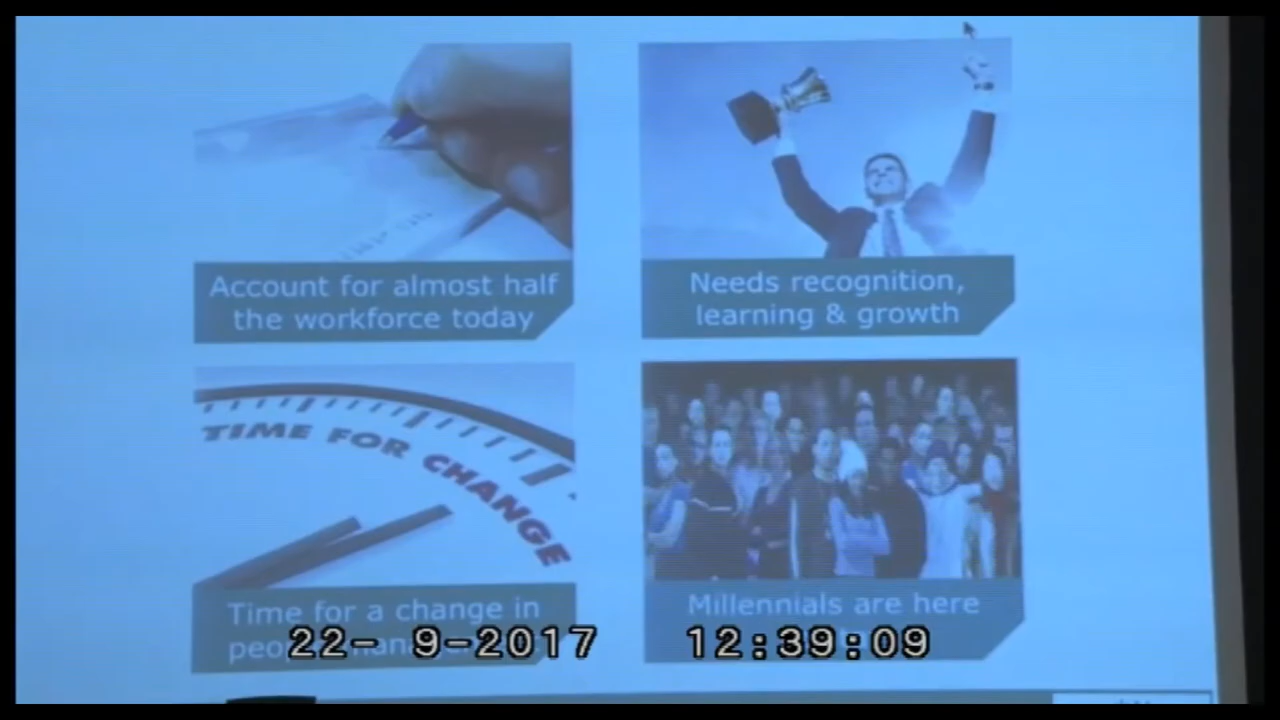 Account for almost half
the workforce today
Needs recognition,
learning & growth
TIME FOR CHANGE
Time for a change in
Millennials are here
22- 9-2017 12:39:09